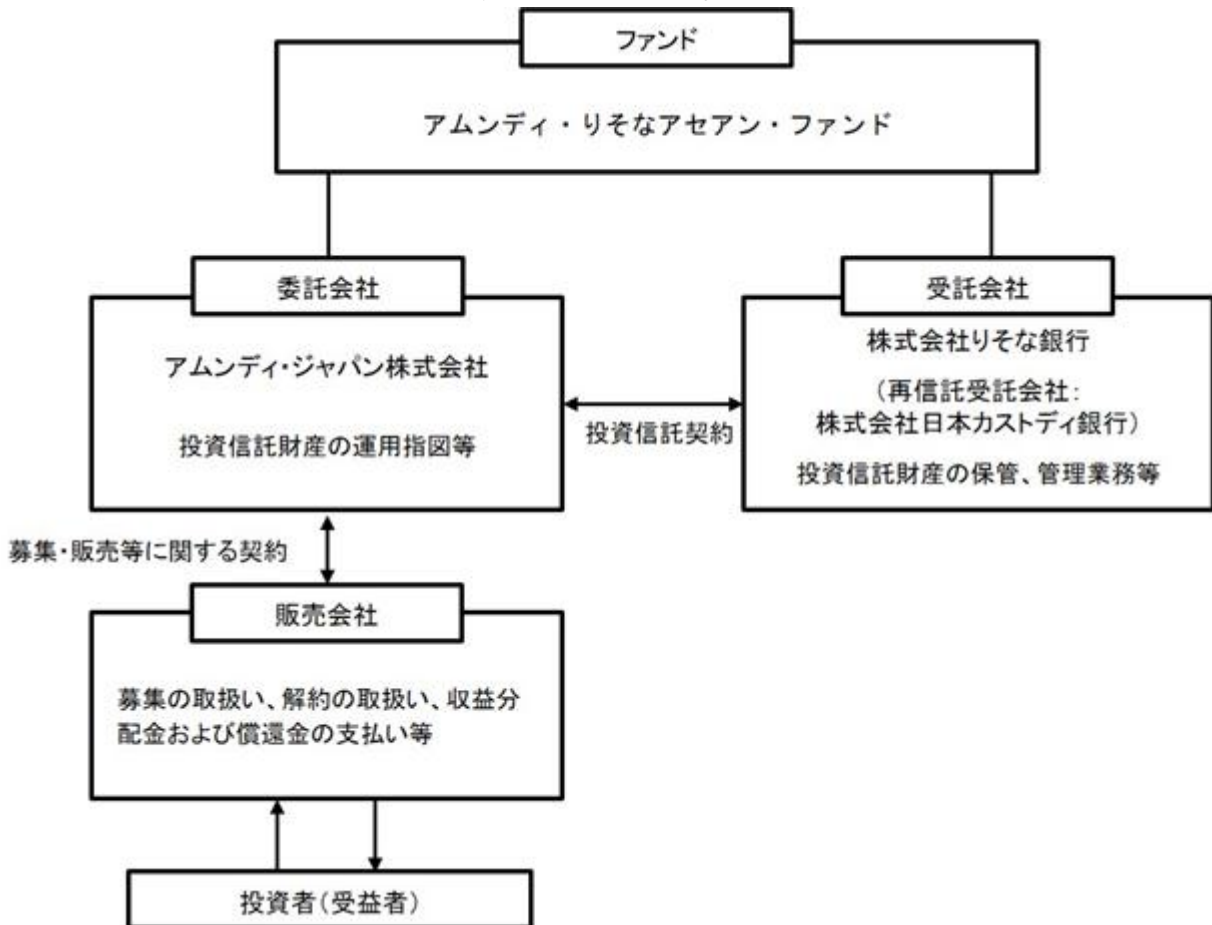 ファンド
アムンディ・りそなアセアン・ファンド
委託会社
アムンディ・ジャパン株式会社
投資信託財産の運用指図等
投資信託契約
受託会社
株式会社りそな銀行
（再信託受託会社：
株式会社日本カストディ銀行）
投資信託財産の保管、管理業務等
募集・販売等に関する契約
販売会社
募集の取扱い、解約の取扱い、収益分
配金および償還金の支払い等
投資者（受益者）